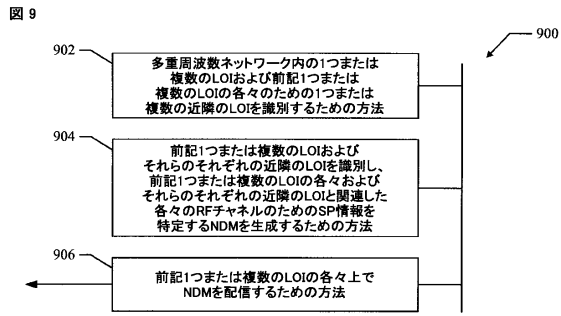 図9
902
900
多重周波数ネットワーク内の1つまたは
複数のLOIおよび前記1つまたは
複数のLOIの各々のための1つまたは
複数の近隣のLOIを識別するための方法
904
前記1つまたは複数のLOIおよび
それらのそれぞれの近隣のLOIを識別し、
前記1つまたは複数のLOIの各々および
それらのそれぞれの近隣のLOIと関連した
各々のRFチャネルのためのSP情報を
特定するNDMを生成するための方法
906
前記1つまたは複数のLOIの各々上で
NDMを配信するための方法